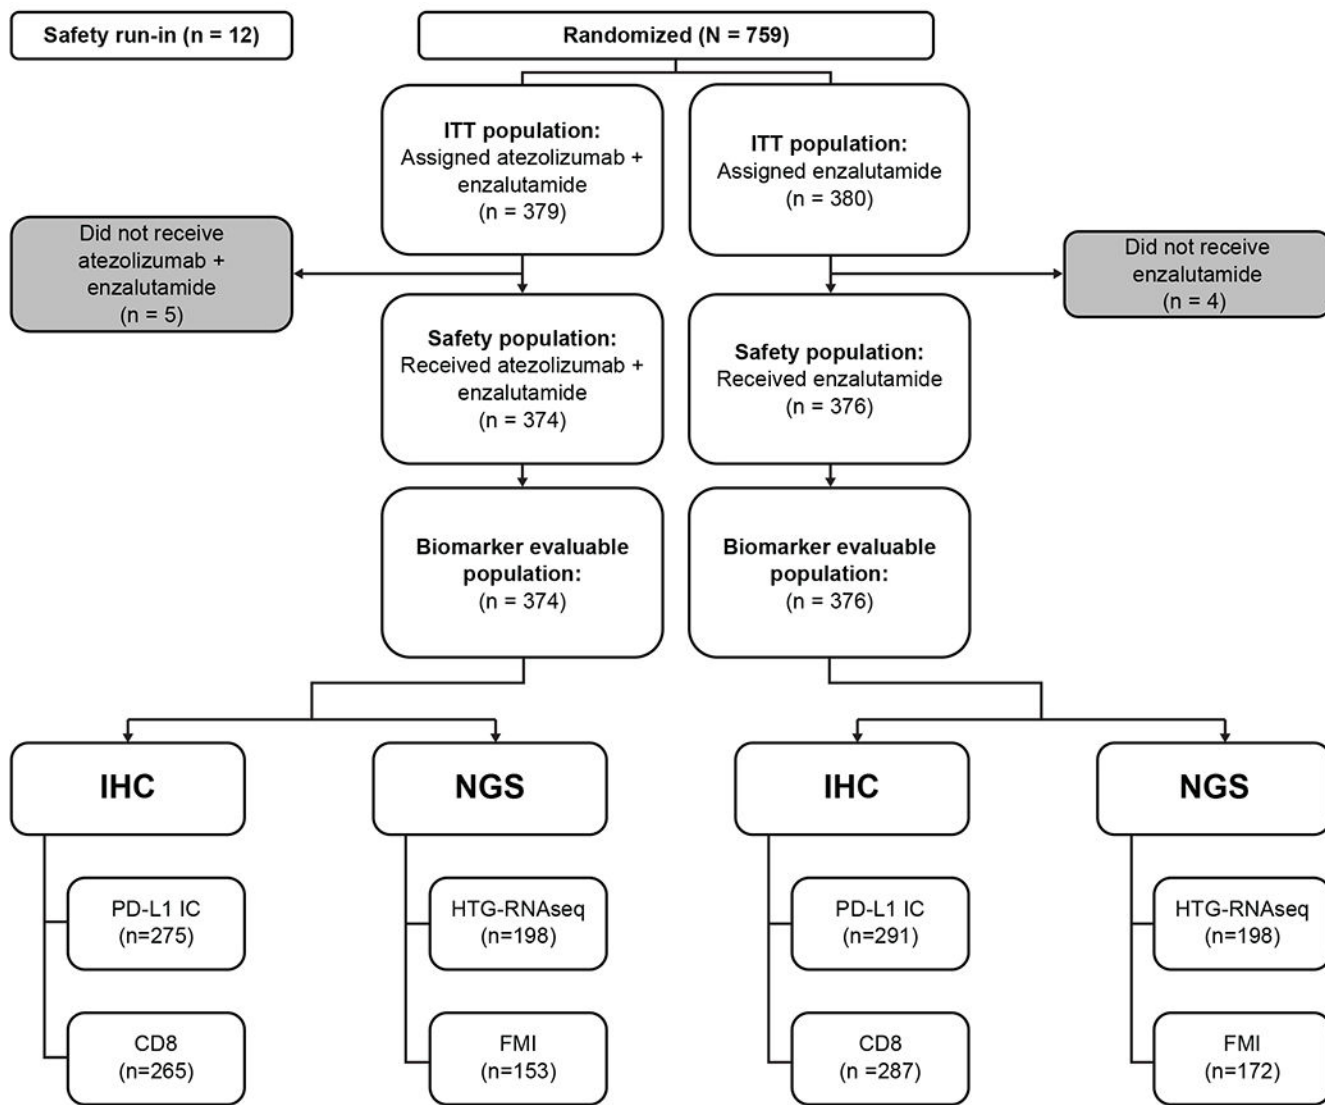 Safety run-in (n = 12)
Randomized (N = 759)
ITT population:
Assigned atezolizumab +
enzalutamide
(n = 379)
ITT population:
Assigned enzalutamide
(n = 380)
Did not receive
atezolizumab +
enzalutamide
(n = 5)
Did not receive
enzalutamide
(n = 4)
Safety population:
Received atezolizumab +
enzalutamide
(n = 374)
Safety population:
Received enzalutamide
(n = 376)
Biomarker evaluable
population:
(n = 374)
Biomarker evaluable
population:
(n = 376)
IHC
NGS
IHC
NGS
PD-L1 IC
(n=275)
HTG-RNAseq
(n=198)
PD-L1 IC
(n=291)
HTG-RNAseq
(n=198)
CD8
(n=265)
FMI
(n=153)
CD8
(n =287)
FMI
(n=172)